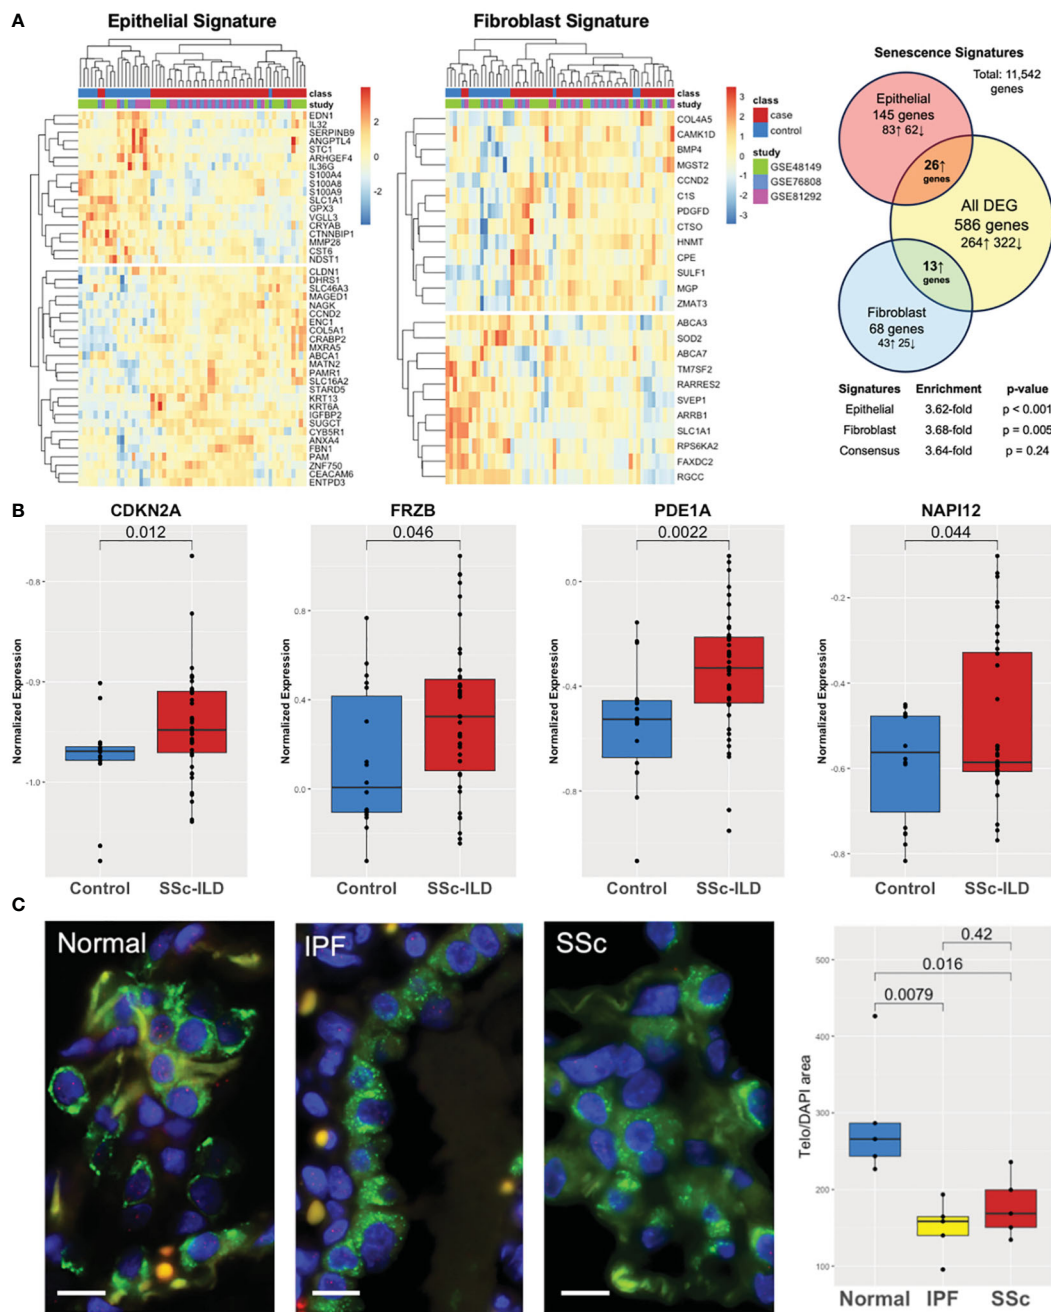 A
Epithelial Signature
Fibroblast Signature
class
study
EDN1
IL32
SERPINB9
ANGPTL4
STC1
ARHGEF4
IL36G
S100A4
S100A8
S100A9
SLC1A1
GPX3
VGLL3
CRYAB
CTNNBIP1
MMP28
CST6
NDST1
CLDN1
DHRS1
SLC46A3
MAGED1
NAGK
CCND2
ENC1
COL5A1
CRABP2
MXRA5
ABCA1
MATN2
PAMR1
SLC16A2
STARD5
KRT13
KRT6A
IGFBP2
SUGCT
CYB5R1
ANXA4
FBN1
PAM
ZNF750
CEACAM6
ENTPD3
2
0
-2
class
study
COL4A5
CAMK1D
BMP4
MGST2
CCND2
C1S
PDGFD
CTSO
HNMT
CPE
SULF1
MGP
ZMAT3
ABCA3
SOD2
ABCA7
TM7SF2
RARRES2
SVEP1
ARRB1
SLC1A1
RPS6KA2
FAXDC2
RGCC
3
2
1
0
-1
-2
-3
class
case
control
study
GSE48149
GSE76808
GSE81292
Senescence Signatures
Total: 11,542
genes
Epithelial
145 genes
83↑ 62↓
26↑
genes
All DEG
586 genes
264↑ 322↓
13↑
genes
Fibroblast
68 genes
43↑ 25↓
Signatures Enrichment p-value
Epithelial 3.62-fold p < 0.001
Fibroblast 3.68-fold p = 0.005
Consensus 3.64-fold p = 0.24
B
CDKN2A
0.012
Normalized Expression
-0.8
-0.9
-1.0
Control SSc-ILD
FRZB
0.046
Normalized Expression
0.8
0.4
0.0
Control SSc-ILD
PDE1A
0.0022
Normalized Expression
0.0
-0.4
-0.8
Control SSc-ILD
NAPI12
0.044
Normalized Expression
-0.2
-0.4
-0.6
-0.8
Control SSc-ILD
C
Normal
IPF
SSc
0.42
0.016
0.0079
Telo/DAPI area
500
400
300
200
100
Normal IPF SSc